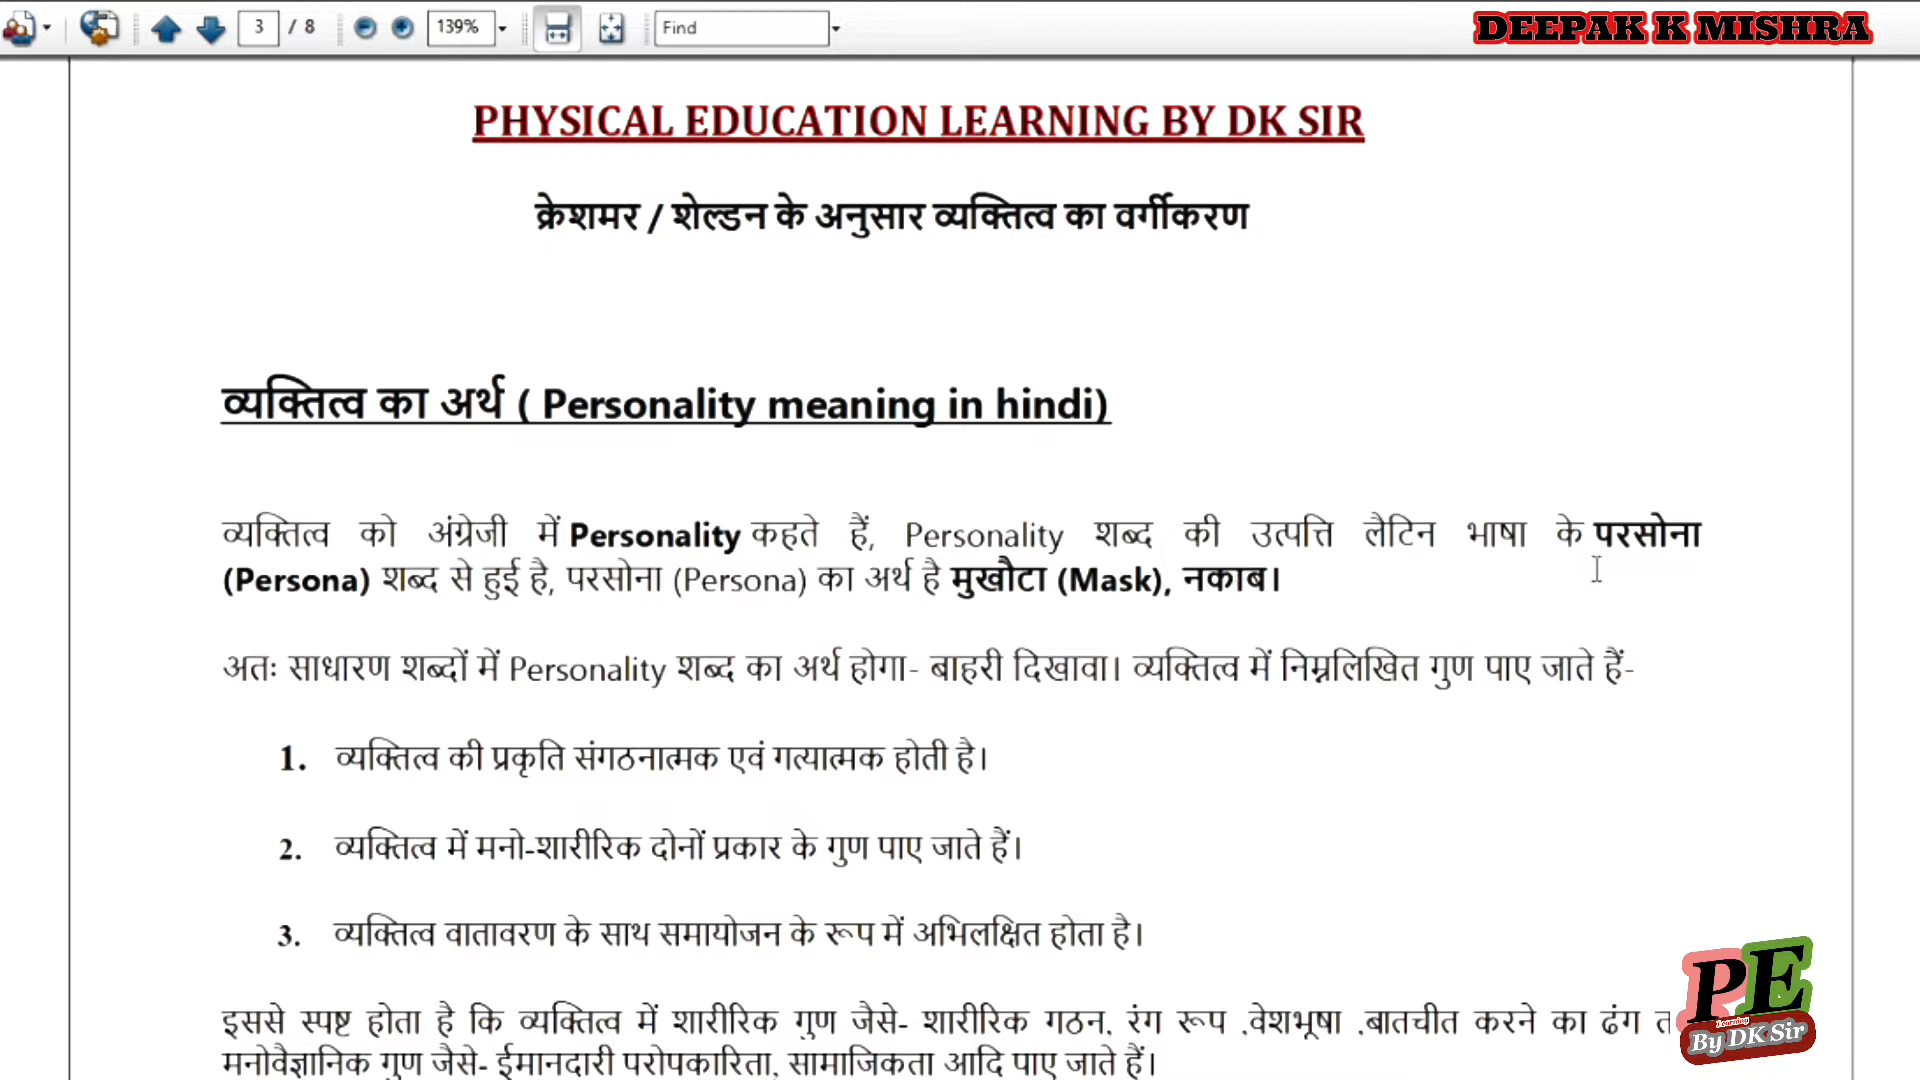 3 / 8 139% Find
DEEPAK K MISHRA
PHYSICAL EDUCATION LEARNING BY DK SIR
क्रेशमर / शेल्डन के अनुसार व्यक्तित्व का वर्गीकरण
व्यक्तित्व का अर्थ ( Personality meaning in hindi)
व्यक्तित्व को अंग्रेजी में Personality कहते हैं, Personality शब्द की उत्पत्ति लैटिन भाषा के परसोना
(Persona) शब्द से हुई है, परसोना (Persona) का अर्थ है मुखौटा (Mask), नकाब।
अतः साधारण शब्दों में Personality शब्द का अर्थ होगा- बाहरी दिखावा। व्यक्तित्व में निम्नलिखित गुण पाए जाते हैं-
1. व्यक्तित्व की प्रकृति संगठनात्मक एवं गत्यात्मक होती है।
2. व्यक्तित्व में मनो-शारीरिक दोनों प्रकार के गुण पाए जाते हैं।
3. व्यक्तित्व वातावरण के साथ समायोजन के रूप में अभिलक्षित होता है।
इससे स्पष्ट होता है कि व्यक्तित्व में शारीरिक गुण जैसे- शारीरिक गठन, रंग रूप ,वेशभूषा ,बातचीत करने का ढंग
मनोवैज्ञानिक गुण जैसे- ईमानदारी परोपकारिता, सामाजिकता आदि पाए जाते हैं।
PE
Learning
By DK Sir